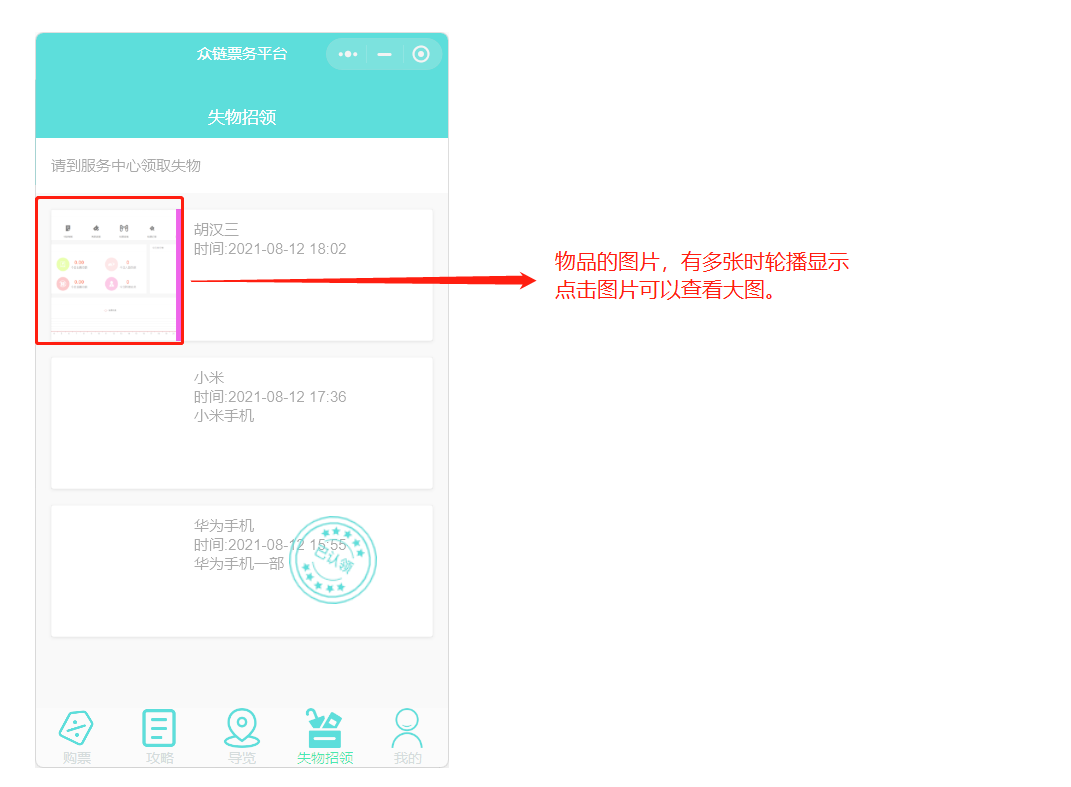 众链票务平台
失物招领
请到服务中心领取失物
胡汉三
时间:2021-08-12 18:02
物品的图片，有多张时轮播显示
点击图片可以查看大图。
小米
时间:2021-08-12 17:36
小米手机
华为手机
时间:2021-08-12 15:55
华为手机一部
已认领
购票
攻略
导览
失物招领
我的